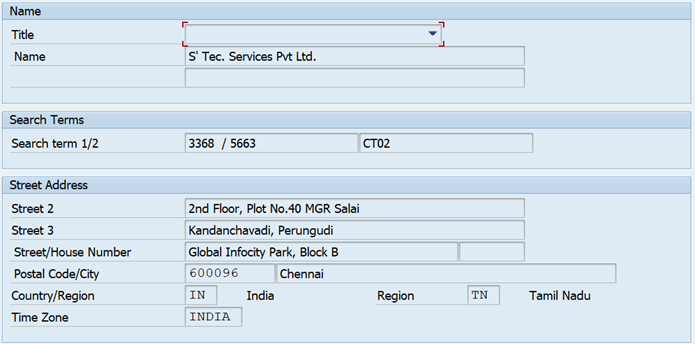 Name
Title
Name S' Tec. Services Pvt Ltd.
Search Terms
Search term 1/2 3368 / 5663 CT02
Street Address
Street 2 2nd Floor, Plot No.40 MGR Salai
Street 3 Kandanchavadi, Perungudi
Street/House Number Global Infocity Park, Block B
Postal Code/City 600096 Chennai
Country/Region IN India Region TN Tamil Nadu
Time Zone INDIA